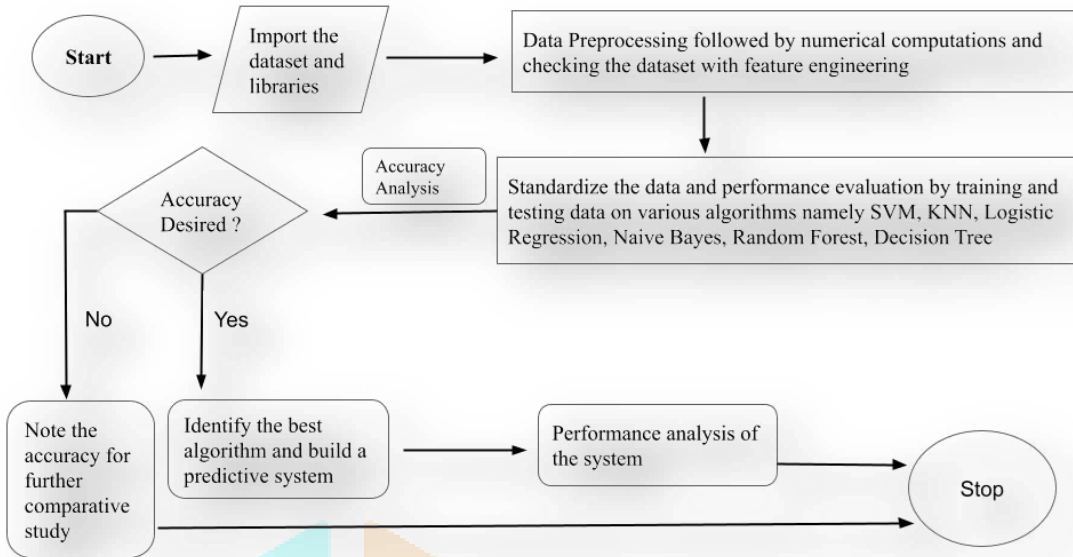 Start
Import the
dataset and
libraries
Data Preprocessing followed by numerical computations and
checking the dataset with feature engineering
Standardize the data and performance evaluation by training and
testing data on various algorithms namely SVM, KNN, Logistic
Regression, Naive Bayes, Random Forest, Decision Tree
Accuracy
Analysis
Accuracy
Desired ?
No
Yes
Note the
accuracy for
further
comparative
study
Identify the best
algorithm and build a
predictive system
Performance analysis of
the system
Stop